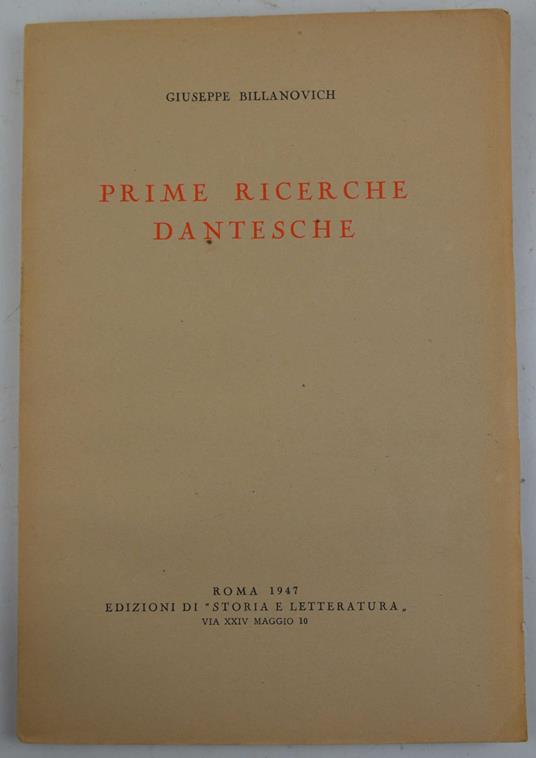 GIUSEPPE BILLANOVICH
PRIME RICERCHE
DANTESCHE
ROMA 1947
EDIZIONI DI "STORIA E LETTERATURA„
VIA XXIV MAGGIO 10